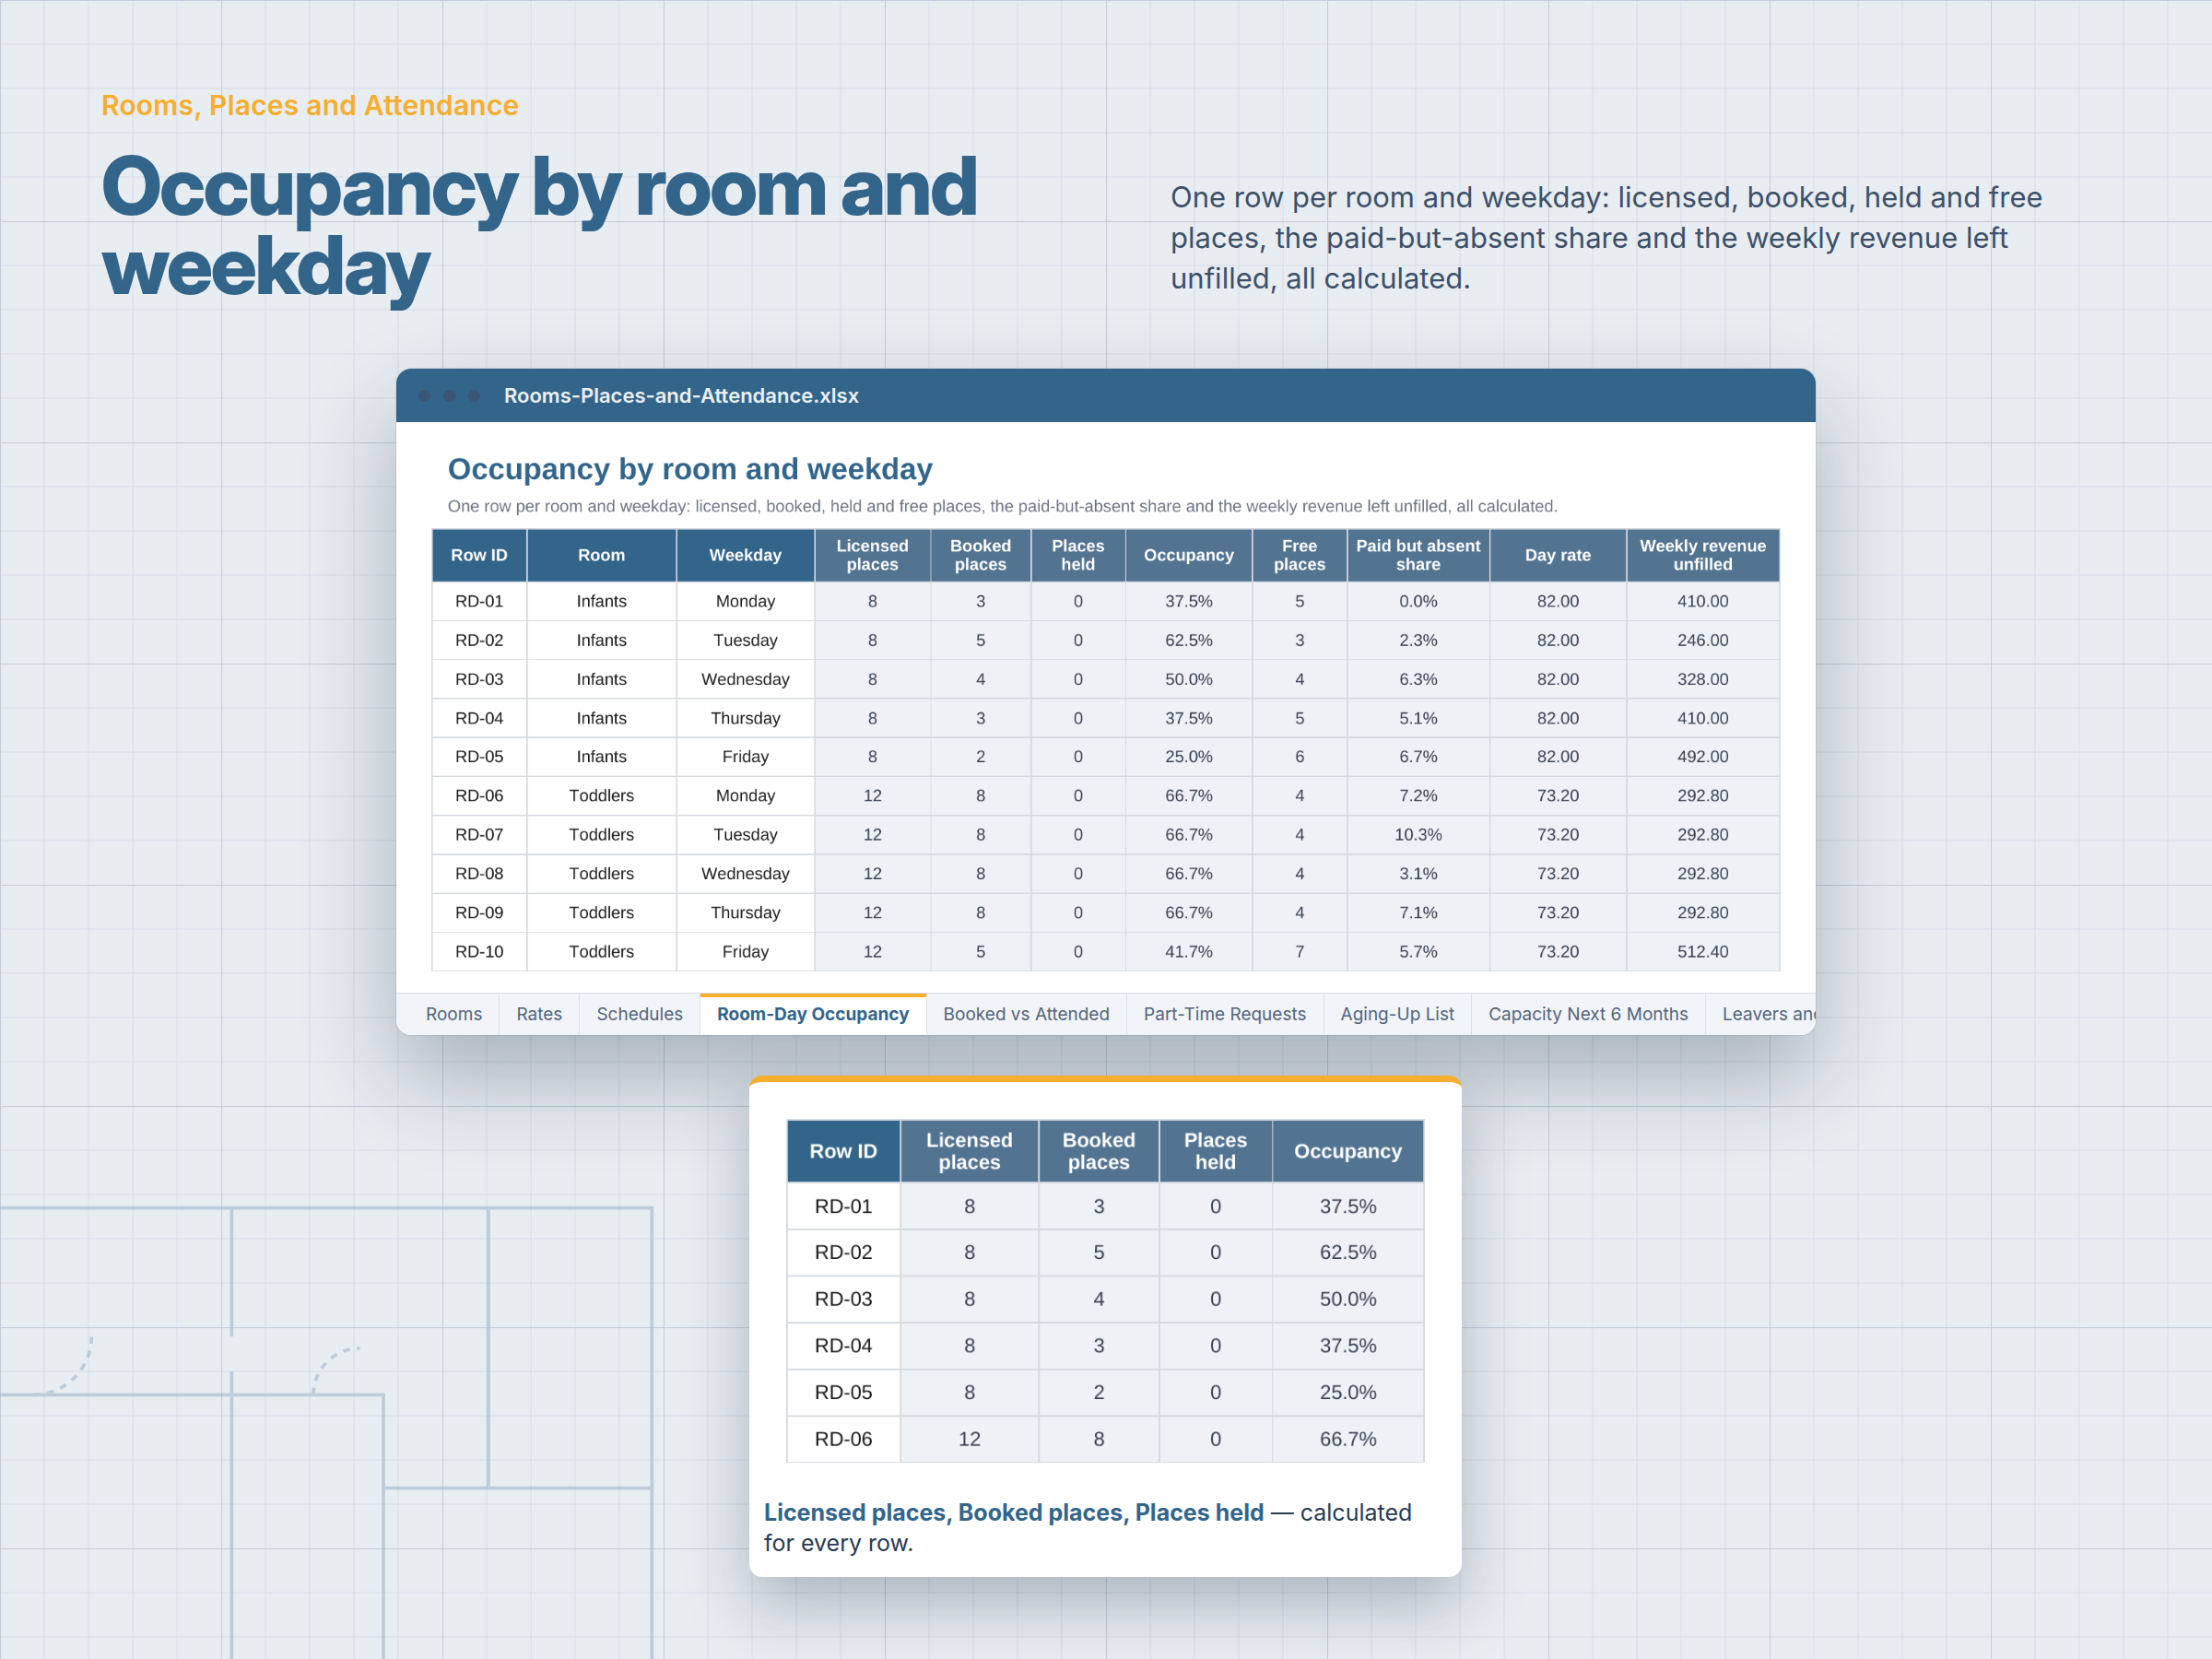 Rooms, Places and Attendance
Occupancy by room and
weekday
One row per room and weekday: licensed, booked, held and free
places, the paid-but-absent share and the weekly revenue left
unfilled, all calculated.
Rooms-Places-and-Attendance.xlsx
Occupancy by room and weekday
One row per room and weekday: licensed, booked, held and free places, the paid-but-absent share and the weekly revenue left unfilled, all calculated.
Row ID Room Weekday Licensed places Booked places Places held Occupancy Free places Paid but absent share Day rate Weekly revenue unfilled
RD-01 Infants Monday 8 3 0 37.5% 5 0.0% 82.00 410.00
RD-02 Infants Tuesday 8 5 0 62.5% 3 2.3% 82.00 246.00
RD-03 Infants Wednesday 8 4 0 50.0% 4 6.3% 82.00 328.00
RD-04 Infants Thursday 8 3 0 37.5% 5 5.1% 82.00 410.00
RD-05 Infants Friday 8 2 0 25.0% 6 6.7% 82.00 492.00
RD-06 Toddlers Monday 12 8 0 66.7% 4 7.2% 73.20 292.80
RD-07 Toddlers Tuesday 12 8 0 66.7% 4 10.3% 73.20 292.80
RD-08 Toddlers Wednesday 12 8 0 66.7% 4 3.1% 73.20 292.80
RD-09 Toddlers Thursday 12 8 0 66.7% 4 7.1% 73.20 292.80
RD-10 Toddlers Friday 12 5 0 41.7% 7 5.7% 73.20 512.40
Rooms Rates Schedules Room-Day Occupancy Booked vs Attended Part-Time Requests Aging-Up List Capacity Next 6 Months Leavers
Row ID Licensed places Booked places Places held Occupancy
RD-01 8 3 0 37.5%
RD-02 8 5 0 62.5%
RD-03 8 4 0 50.0%
RD-04 8 3 0 37.5%
RD-05 8 2 0 25.0%
RD-06 12 8 0 66.7%
Licensed places, Booked places, Places held — calculated
for every row.